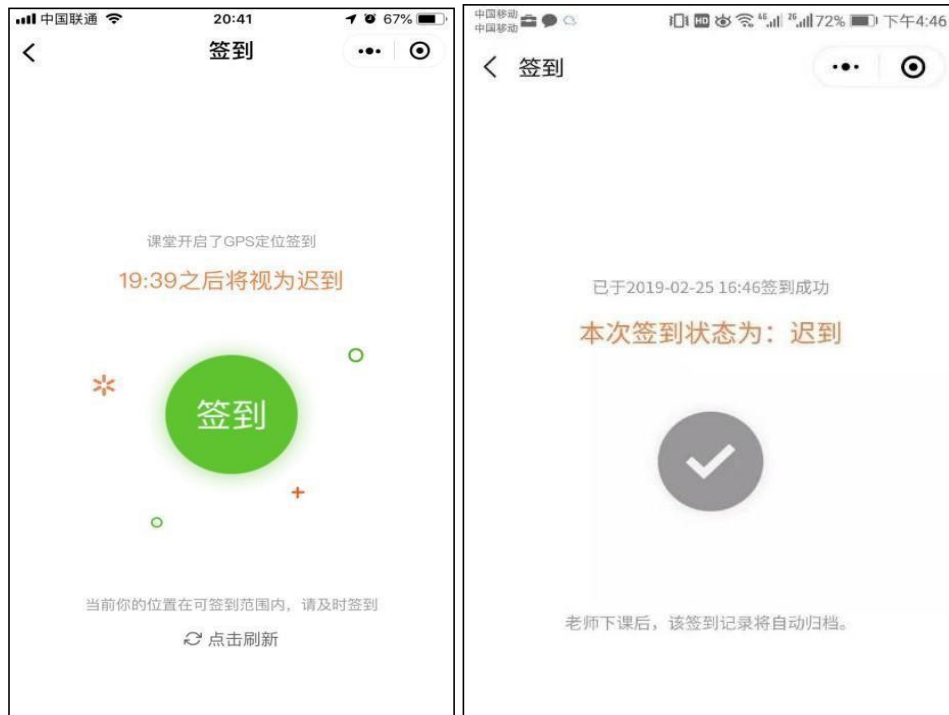 中国联通
20:41
67%
签到
课堂开启了GPS定位签到
19:39之后将视为迟到
签到
当前你的位置在可签到范围内，请及时签到
点击刷新
中国移动
中国移动
HD
46
26
72%
下午4:46
签到
已于2019-02-25 16:46签到成功
本次签到状态为：迟到
老师下课后，该签到记录将自动归档。